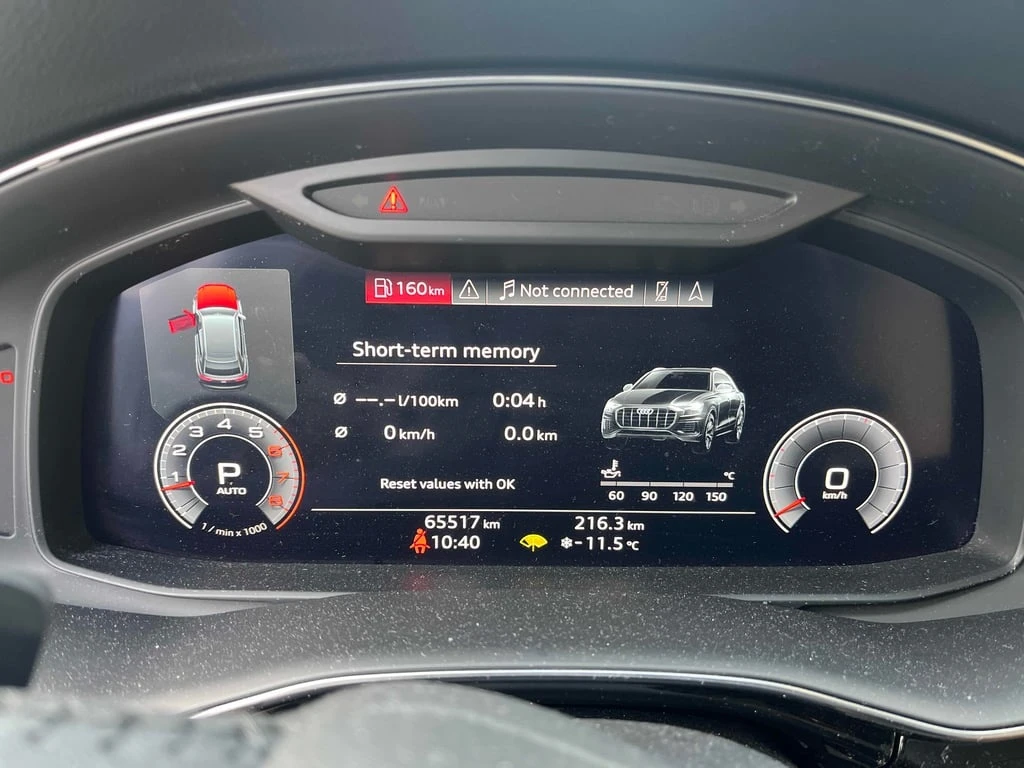 160 km Not connected
Short-term memory
Ø --.- l/100km 0:04 h
Ø 0 km/h 0.0 km
Reset values with OK
1 2 3 4 5 6 7 8
P
AUTO
1 / min x 1000
°C
60 90 120 150
0
km/h
65517 km 216.3 km
10:40 -11.5 °C